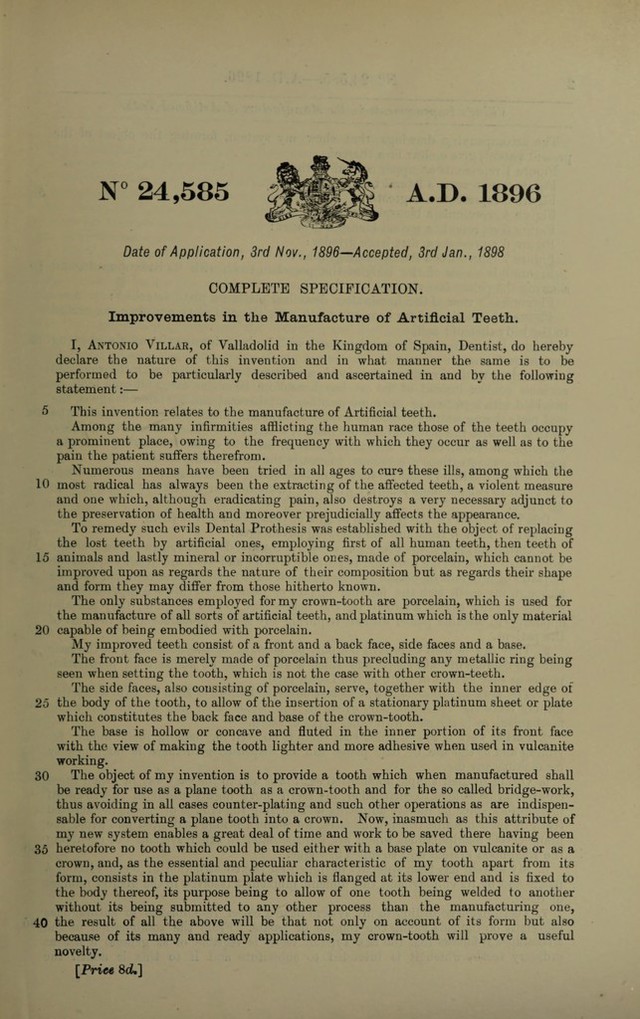 N° 24,585 A.D. 1896
Date of Application, 3rd Nov., 1896—Accepted, 3rd Jan., 1898
COMPLETE SPECIFICATION.
Improvements in the Manufacture of Artificial Teeth.
I, ANTONIO VILLAR, of Valladolid in the Kingdom of Spain, Dentist, do hereby
declare the nature of this invention and in what manner the same is to be
performed to be particularly described and ascertained in and by the following
statement:—
5 This invention relates to the manufacture of Artificial teeth.
Among the many infirmities afflicting the human race those of the teeth occupy
a prominent place, owing to the frequency with which they occur as well as to the
pain the patient suffers therefrom.
Numerous means have been tried in all ages to cure these ills, among which the
10 most radical has always been the extracting of the affected teeth, a violent measure
and one which, although eradicating pain, also destroys a very necessary adjunct to
the preservation of health and moreover prejudicially affects the appearance.
To remedy such evils Dental Prothesis was established with the object of replacing
the lost teeth by artificial ones, employing first of all human teeth, then teeth of
15 animals and lastly mineral or incorruptible ones, made of porcelain, which cannot be
improved upon as regards the nature of their composition but as regards their shape
and form they may differ from those hitherto known.
The only substances employed for my crown-tooth are porcelain, which is used for
the manufacture of all sorts of artificial teeth, and platinum which is the only material
20 capable of being embodied with porcelain.
My improved teeth consist of a front and a back face, side faces and a base.
The front face is merely made of porcelain thus precluding any metallic ring being
seen when setting the tooth, which is not the case with other crown-teeth.
The side faces, also consisting of porcelain, serve, together with the inner edge of
25 the body of the tooth, to allow of the insertion of a stationary platinum sheet or plate
which constitutes the back face and base of the crown-tooth.
The base is hollow or concave and fluted in the inner portion of its front face
with the view of making the tooth lighter and more adhesive when used in vulcanite
working.
30 The object of my invention is to provide a tooth which when manufactured shall
be ready for use as a plane tooth as a crown-tooth and for the so called bridge-work,
thus avoiding in all cases counter-plating and such other operations as are indispen-
sable for converting a plane tooth into a crown. Now, inasmuch as this attribute of
my new system enables a great deal of time and work to be saved there having been
35 heretofore no tooth which could be used either with a base plate on vulcanite or as a
crown, and, as the essential and peculiar characteristic of my tooth apart from its
form, consists in the platinum plate which is flanged at its lower end and is fixed to
the body thereof, its purpose being to allow of one tooth being welded to another
without its being submitted to any other process than the manufacturing one,
40 the result of all the above will be that not only on account of its form but also
because of its many and ready applications, my crown-tooth will prove a useful
novelty.
[Price 8d.]